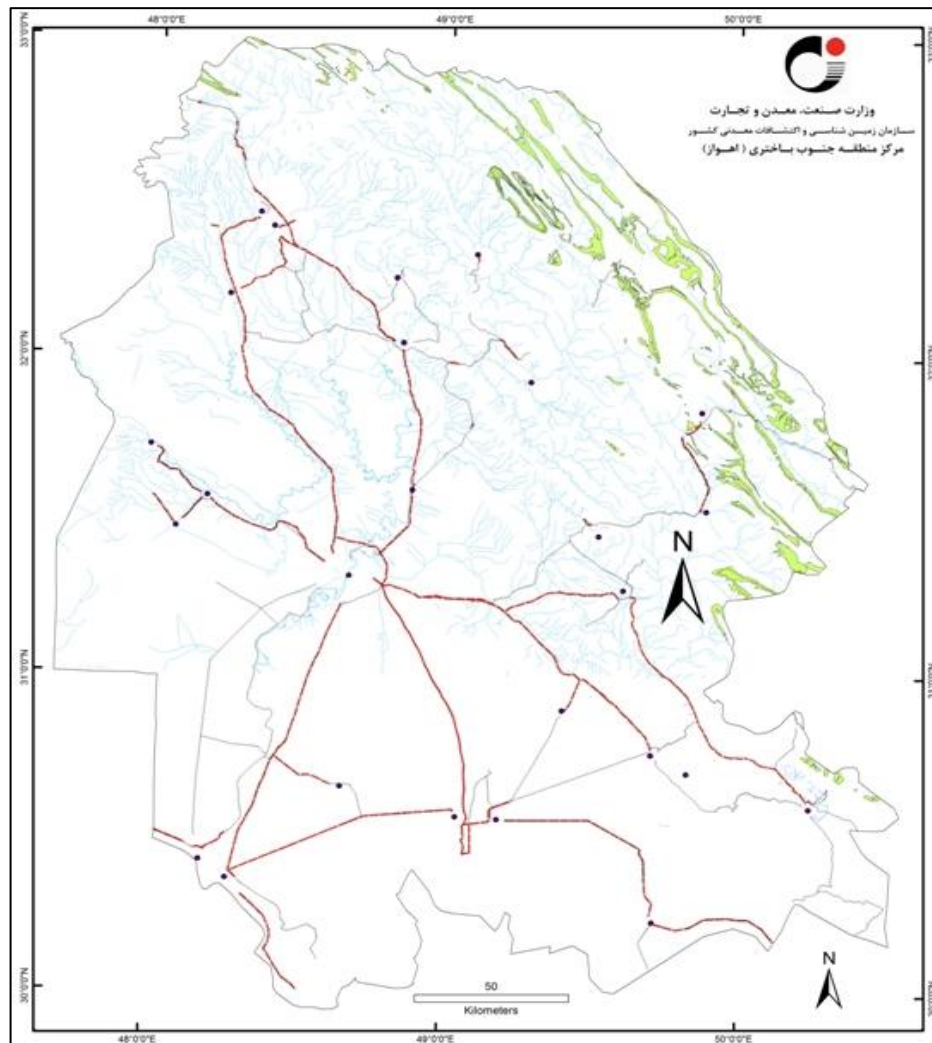 48°0'0"E 49°0'0"E 50°0'0"E
وزارت صنعت، معدن و تجارت
سازمان زمین شناسی و اکتشافات معدنی کشور
مرکز منطقه جنوب باختری (اهواز)
33°0'0"N
32°0'0"N
31°0'0"N
30°0'0"N
N
N
50
Kilometers
48°0'0"E 49°0'0"E 50°0'0"E